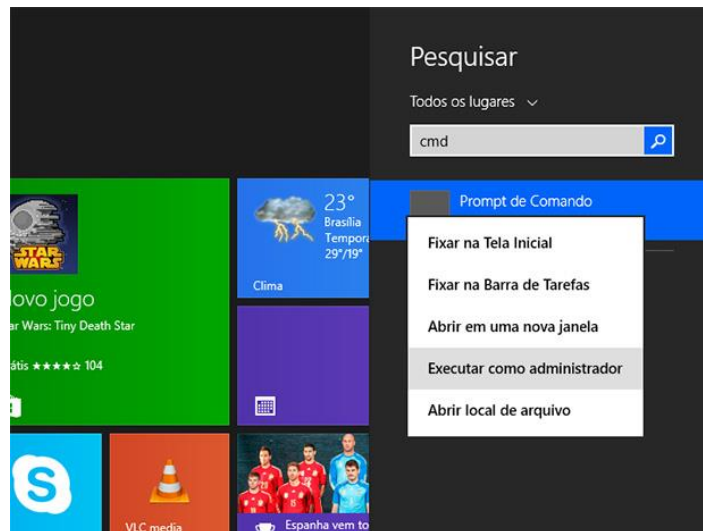 Pesquisar
Todos os lugares
cmd
Prompt de Comando
Fixar na Tela Inicial
Fixar na Barra de Tarefas
Abrir em uma nova janela
Executar como administrador
Abrir local de arquivo
STAR
WARS
ovo jogo
ar Wars: Tiny Death Star
átis ★★★★☆ 104
23°
Brasília
Tempora
29°/19°
Clima
S
VLC media
Espanha vem to